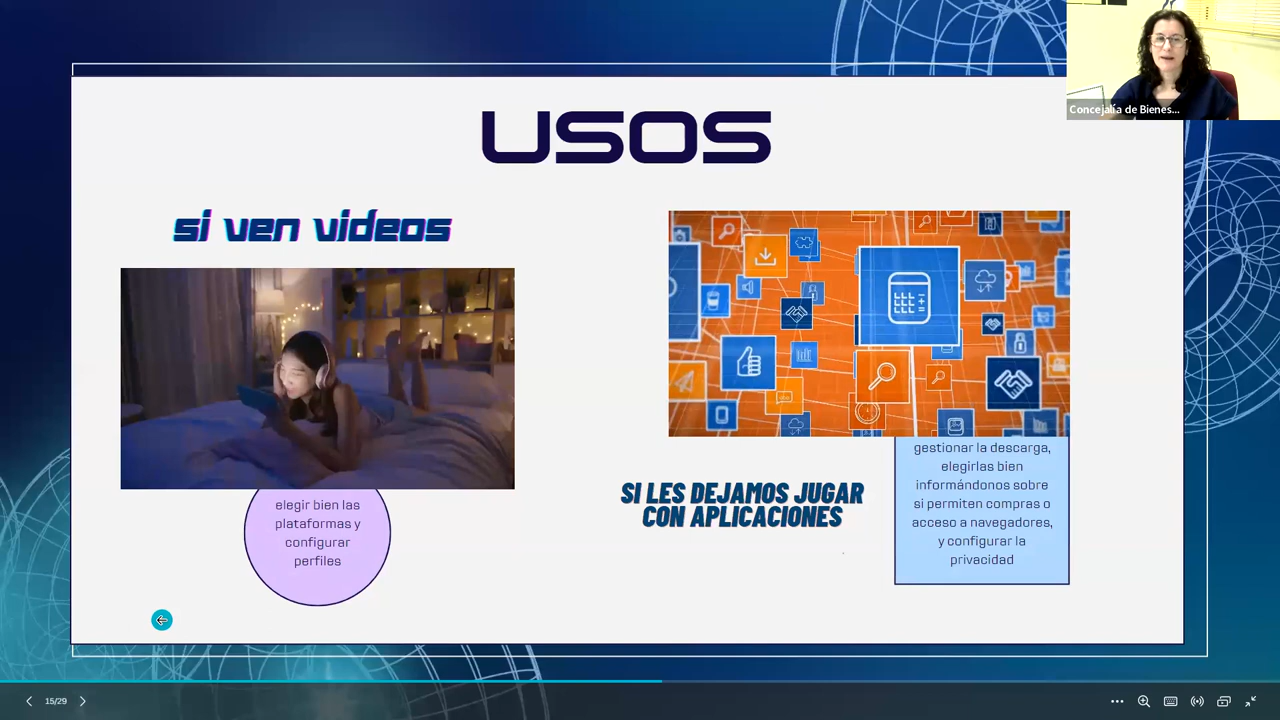 Concejalía de Bienes...
USOS
si ven videos
elegir bien las
plataformas y
configurar
perfiles
SI LES DEJAMOS JUGAR
CON APLICACIONES
gestionar la descarga,
elegirlas bien
informándonos sobre
si permiten compras o
acceso a navegadores,
y configurar la
privacidad
15/29